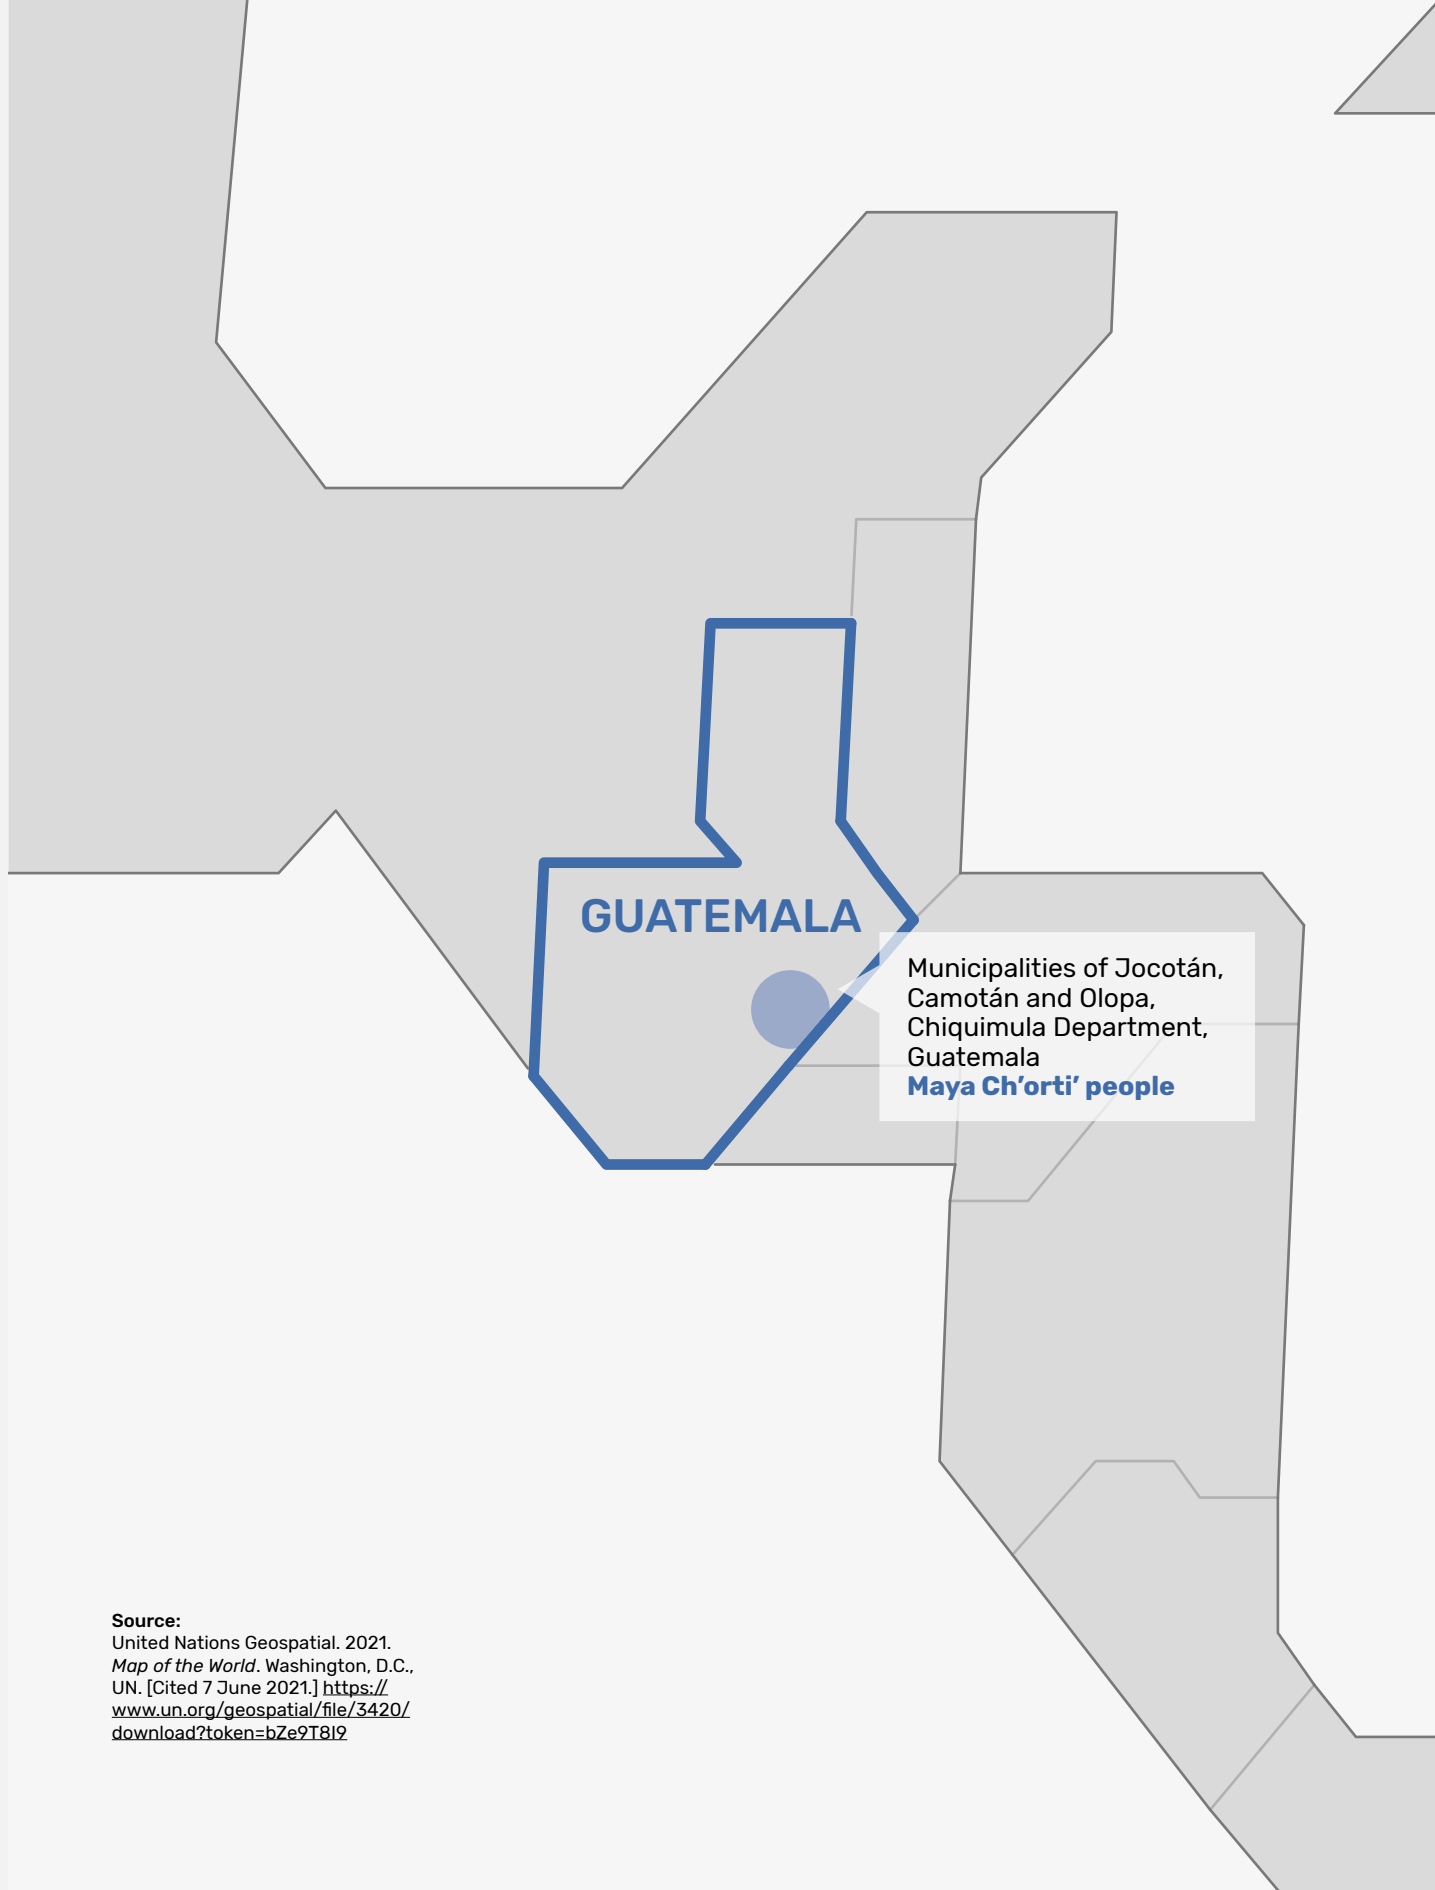 GUATEMALA
Municipalities of Jocotán,
Camotán and Olopa,
Chiquimula Department,
Guatemala
Maya Ch’orti’ people
Source:
United Nations Geospatial. 2021.
Map of the World. Washington, D.C.,
UN. [Cited 7 June 2021.] https://
www.un.org/geospatial/file/3420/
download?token=bZe9T8I9